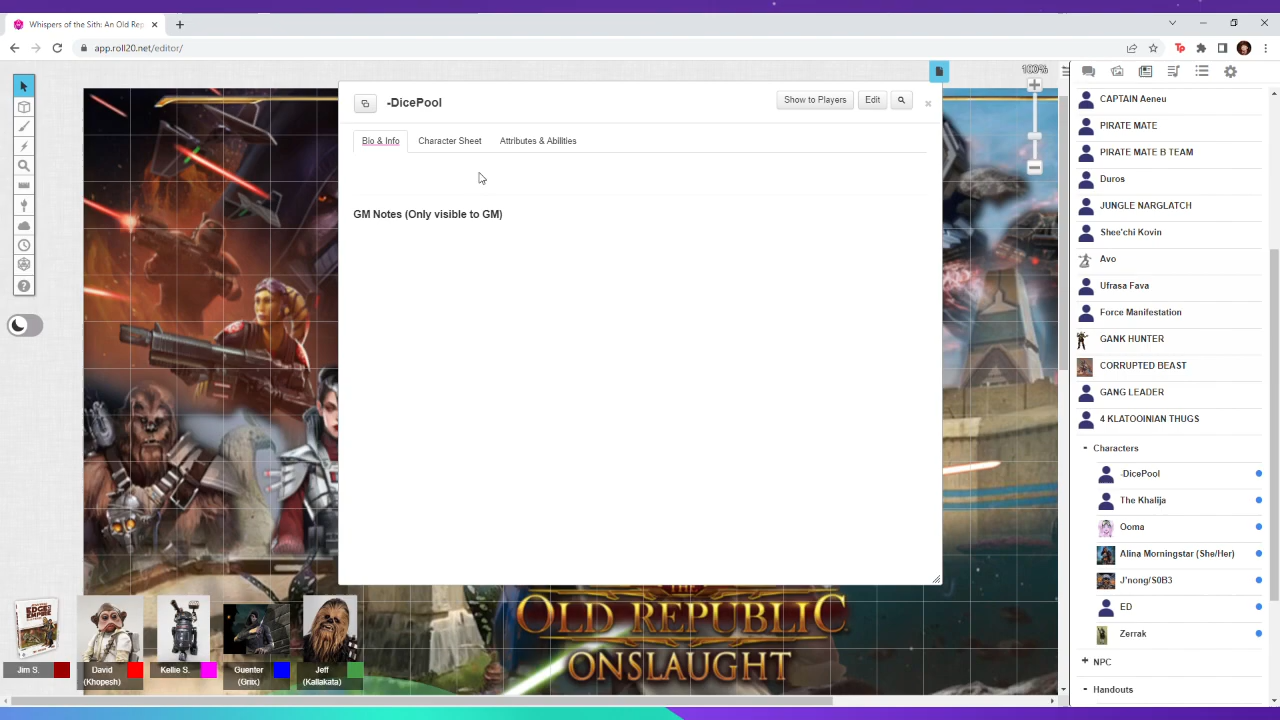 Whispers of the Sith: An Old Rep
app.roll20.net/editor/
100%
-DicePool
Show to Players
Edit
Bio & Info
Character Sheet
Attributes & Abilities
GM Notes (Only visible to GM)
CAPTAIN Aeneu
PIRATE MATE
PIRATE MATE B TEAM
Duros
JUNGLE NARGLATCH
Shee'chi Kovin
Avo
Ufrasa Fava
Force Manifestation
GANK HUNTER
CORRUPTED BEAST
GANG LEADER
4 KLATOOINIAN THUGS
Characters
-DicePool
The Khalija
Ooma
Alina Morningstar (She/Her)
J'nong/S0B3
ED
Zerrak
NPC
Handouts
THE
OLD REPUBLIC
ONSLAUGHT
Jim S.
David
(Khopesh)
Kellie S.
Guenter
(Griix)
Jeff
(Kallakata)